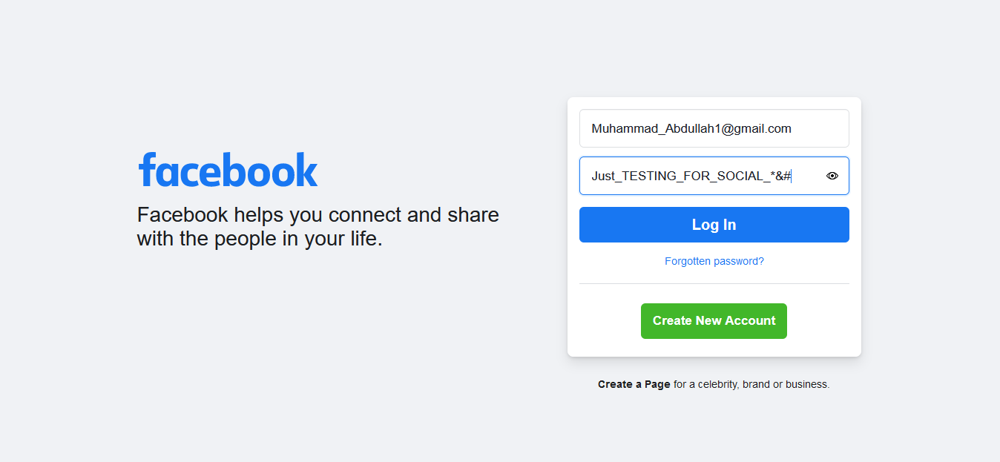 facebook
Facebook helps you connect and share
with the people in your life.
Muhammad_Abdullah1@gmail.com
Just_TESTING_FOR_SOCIAL_*&#
Log In
Forgotten password?
Create New Account
Create a Page for a celebrity, brand or business.